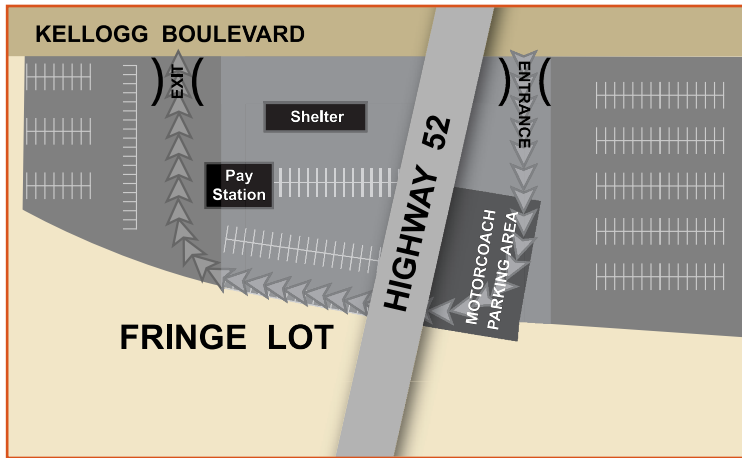 KELLOGG BOULEVARD
EXIT
ENTRANCE
Shelter
HIGHWAY 52
Pay
Station
MOTORCOACH
PARKING AREA
FRINGE LOT